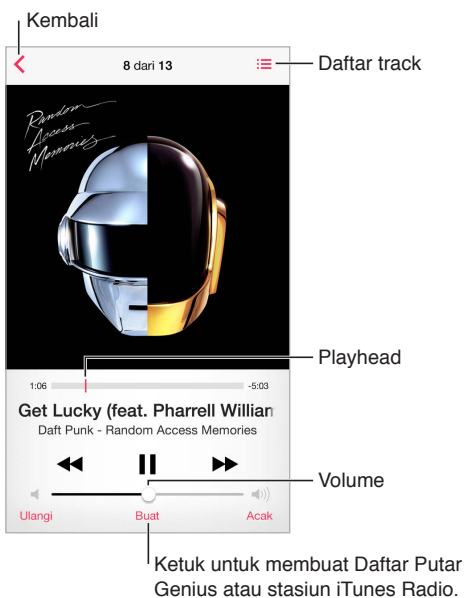 Kembali
8 dari 13
Daftar track
Random
Access
Memories
Playhead
1:06
-5:03
Get Lucky (feat. Pharrell Willian
Daft Punk - Random Access Memories
Volume
Ulangi
Buat
Acak
Ketuk untuk membuat Daftar Putar
Genius atau stasiun iTunes Radio.